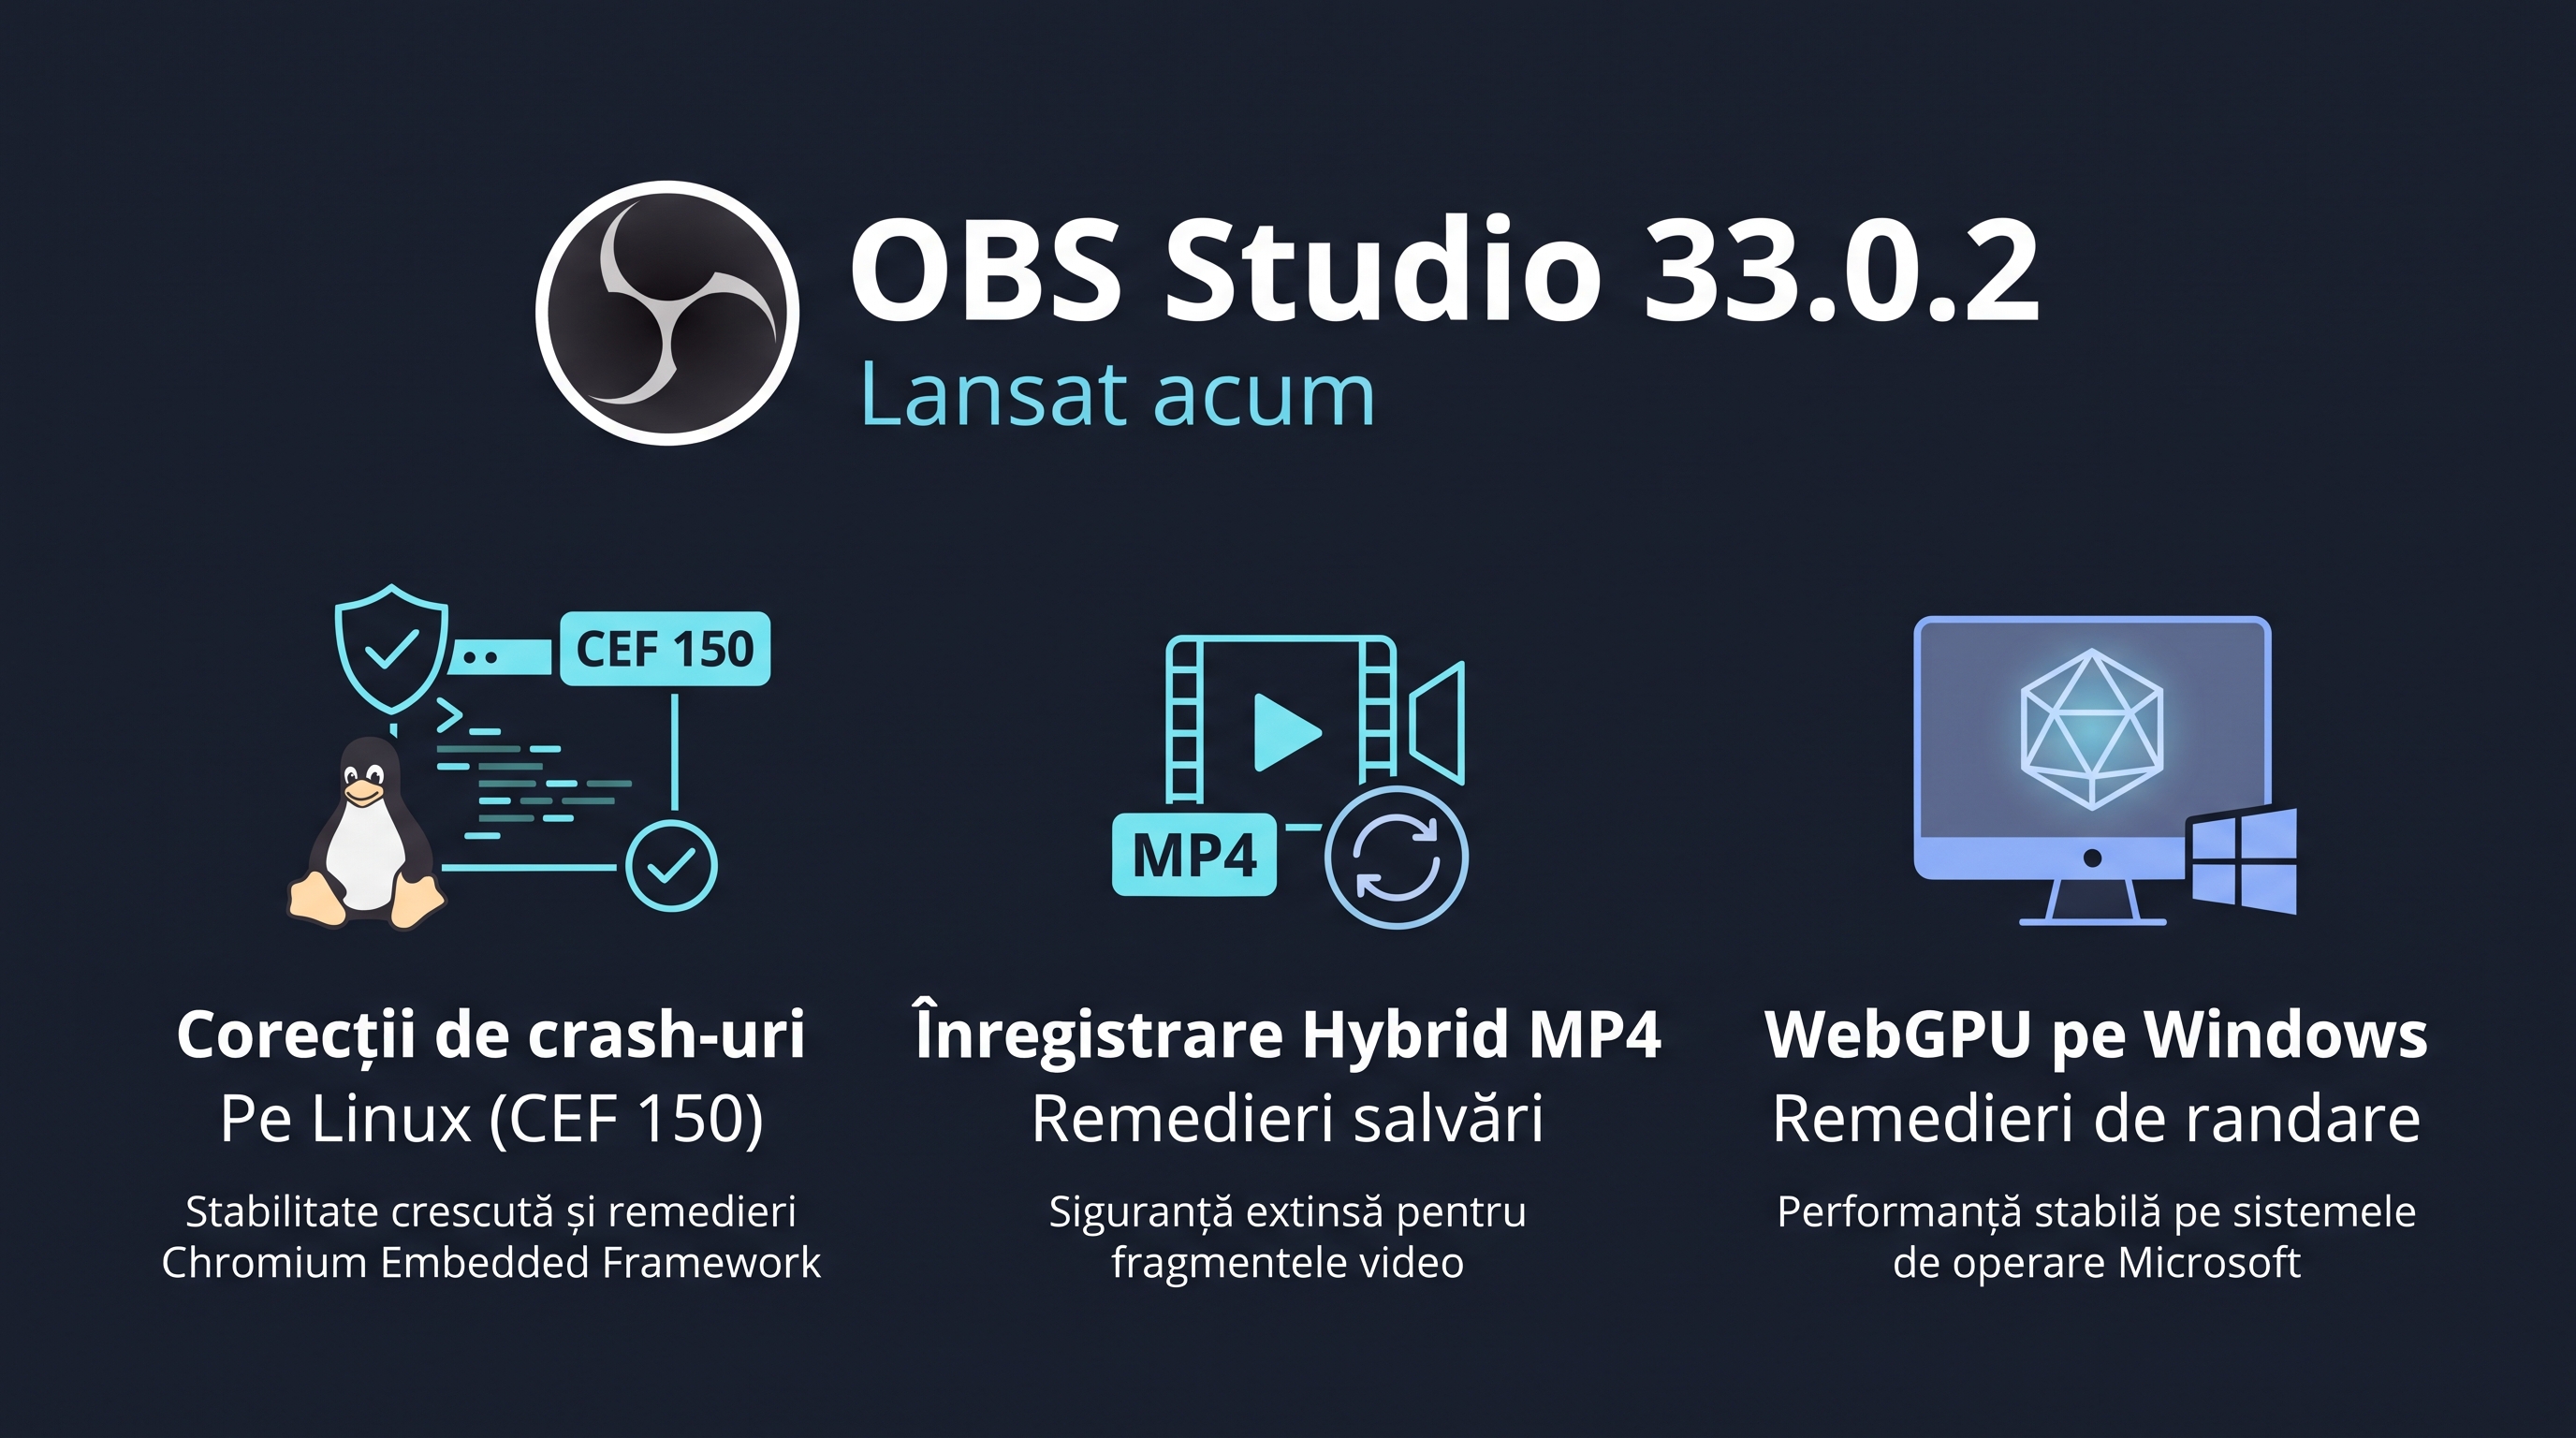 OBS Studio 33.0.2
Lansat acum
CEF 150
MP4
Corecții de crash-uri
Pe Linux (CEF 150)
Stabilitate crescută și remedieri
Chromium Embedded Framework
Înregistrare Hybrid MP4
Remedieri salvări
Siguranță extinsă pentru
fragmentele video
WebGPU pe Windows
Remedieri de randare
Performanță stabilă pe sistemele
de operare Microsoft